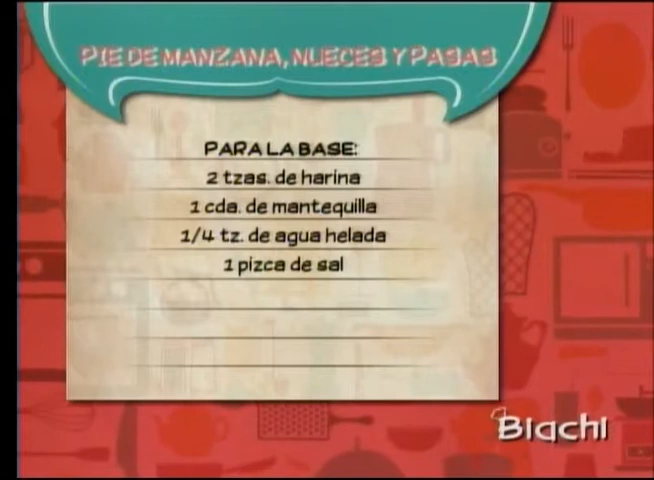 PIE DE MANZANA, NUECES Y PASAS
PARA LA BASE:
2 tzas. de harina
1 cda. de mantequilla
1/4 tz. de agua helada
1 pizca de sal
Biachi